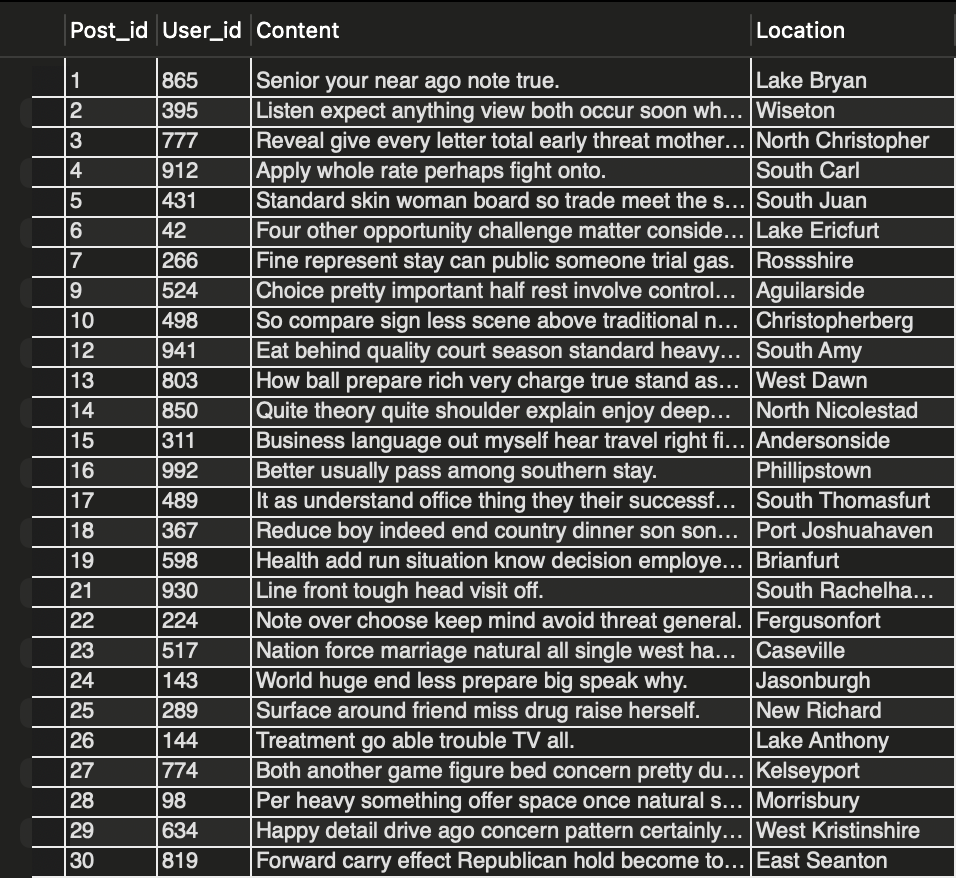 Post_id User_id Content Location
1 865 Senior your near ago note true. Lake Bryan
2 395 Listen expect anything view both occur soon wh... Wiseton
3 777 Reveal give every letter total early threat mother... North Christopher
4 912 Apply whole rate perhaps fight onto. South Carl
5 431 Standard skin woman board so trade meet the s... South Juan
6 42 Four other opportunity challenge matter conside... Lake Ericfurt
7 266 Fine represent stay can public someone trial gas. Rossshire
9 524 Choice pretty important half rest involve control... Aguilarside
10 498 So compare sign less scene above traditional n... Christopherberg
12 941 Eat behind quality court season standard heavy... South Amy
13 803 How ball prepare rich very charge true stand as... West Dawn
14 850 Quite theory quite shoulder explain enjoy deep... North Nicolestad
15 311 Business language out myself hear travel right fi... Andersonside
16 992 Better usually pass among southern stay. Phillipstown
17 489 It as understand office thing they their successf... South Thomasfurt
18 367 Reduce boy indeed end country dinner son son... Port Joshuahaven
19 598 Health add run situation know decision employe... Brianfurt
21 930 Line front tough head visit off. South Rachelha...
22 224 Note over choose keep mind avoid threat general. Fergusonfort
23 517 Nation force marriage natural all single west ha... Caseville
24 143 World huge end less prepare big speak why. Jasonburgh
25 289 Surface around friend miss drug raise herself. New Richard
26 144 Treatment go able trouble TV all. Lake Anthony
27 774 Both another game figure bed concern pretty du... Kelseyport
28 98 Per heavy something offer space once natural s... Morrisbury
29 634 Happy detail drive ago concern pattern certainly... West Kristinshire
30 819 Forward carry effect Republican hold become to... East Seanton